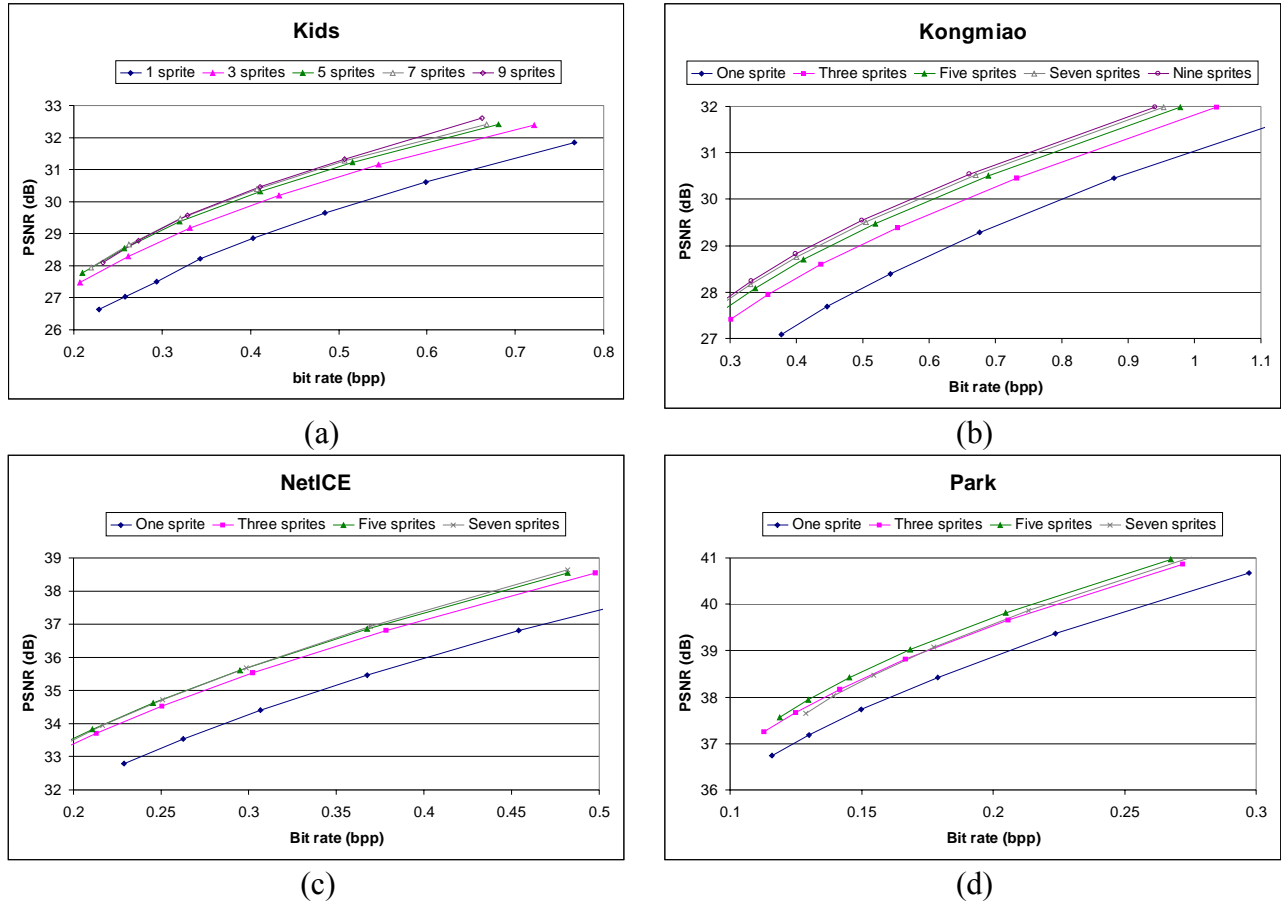 Kids
1 sprite 3 sprites 5 sprites 7 sprites 9 sprites
PSNR (dB)
33
32
31
30
29
28
27
26
0.2 0.3 0.4 0.5 0.6 0.7 0.8
bit rate (bpp)
(a)
Kongmiao
One sprite Three sprites Five sprites Seven sprites Nine sprites
PSNR (dB)
32
31
30
29
28
27
0.3 0.4 0.5 0.6 0.7 0.8 0.9 1 1.1
Bit rate (bpp)
(b)
NetICE
One sprite Three sprites Five sprites Seven sprites
PSNR (dB)
39
38
37
36
35
34
33
32
0.2 0.25 0.3 0.35 0.4 0.45 0.5
Bit rate (bpp)
(c)
Park
One sprite Three sprites Five sprites Seven sprites
PSNR (dB)
41
40
39
38
37
36
0.1 0.15 0.2 0.25 0.3
Bit rate (bpp)
(d)